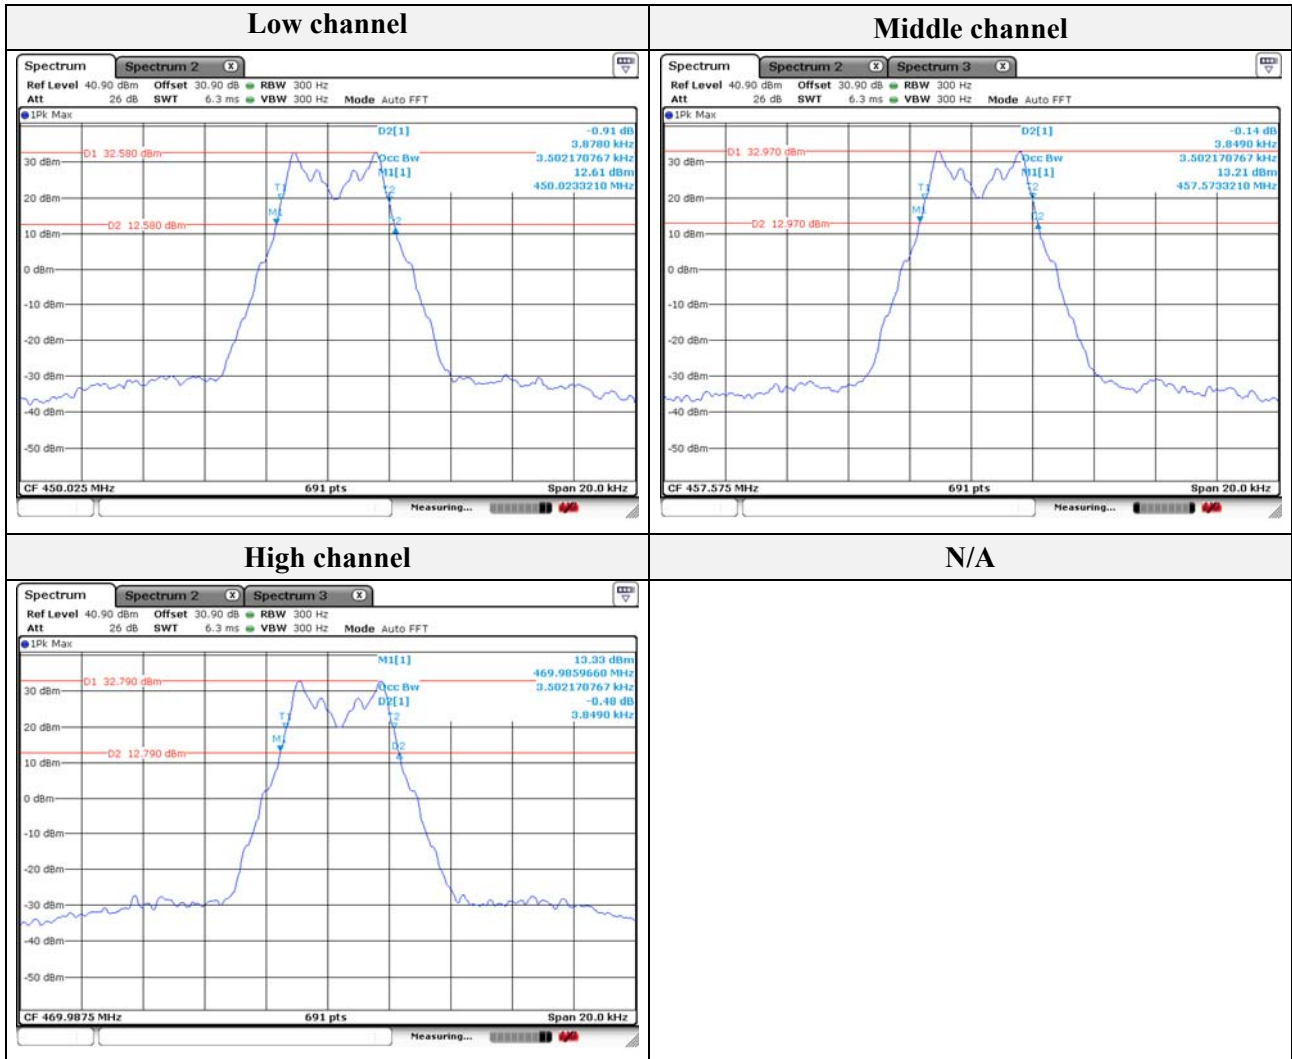 Low channel
Middle channel
Spectrum Spectrum 2 X
Ref Level 40.90 dBm Offset 30.90 dB RBW 300 Hz
Att 26 dB SWT 6.3 ms VBW 300 Hz Mode Auto FFT
1Pk Max
D2[1] -0.91 dB
3.8780 kHz
D1 32.580 dBm
Occ Bw 3.502170767 kHz
30 dBm
M1[1] 12.61 dBm
450.0233210 MHz
T1 T2
20 dBm
M1 D2
D2 12.580 dBm
10 dBm
0 dBm
-10 dBm
-20 dBm
-30 dBm
-40 dBm
-50 dBm
CF 450.025 MHz 691 pts Span 20.0 kHz
Measuring...
Spectrum Spectrum 2 X Spectrum 3 X
Ref Level 40.90 dBm Offset 30.90 dB RBW 300 Hz
Att 26 dB SWT 6.3 ms VBW 300 Hz Mode Auto FFT
1Pk Max
D2[1] -0.14 dB
3.8490 kHz
D1 32.970 dBm
Occ Bw 3.502170767 kHz
30 dBm
M1[1] 13.21 dBm
457.5733210 MHz
T1 T2
20 dBm
M1 D2
D2 12.970 dBm
10 dBm
0 dBm
-10 dBm
-20 dBm
-30 dBm
-40 dBm
-50 dBm
CF 457.575 MHz 691 pts Span 20.0 kHz
Measuring...
High channel
N/A
Spectrum Spectrum 2 X Spectrum 3 X
Ref Level 40.90 dBm Offset 30.90 dB RBW 300 Hz
Att 26 dB SWT 6.3 ms VBW 300 Hz Mode Auto FFT
1Pk Max
M1[1] 13.33 dBm
469.9859660 MHz
D1 32.790 dBm
Occ Bw 3.502170767 kHz
30 dBm
D2[1] -0.48 dB
3.8490 kHz
T1 T2
20 dBm
M1 D2
D2 12.790 dBm
10 dBm
0 dBm
-10 dBm
-20 dBm
-30 dBm
-40 dBm
-50 dBm
CF 469.9875 MHz 691 pts Span 20.0 kHz
Measuring...